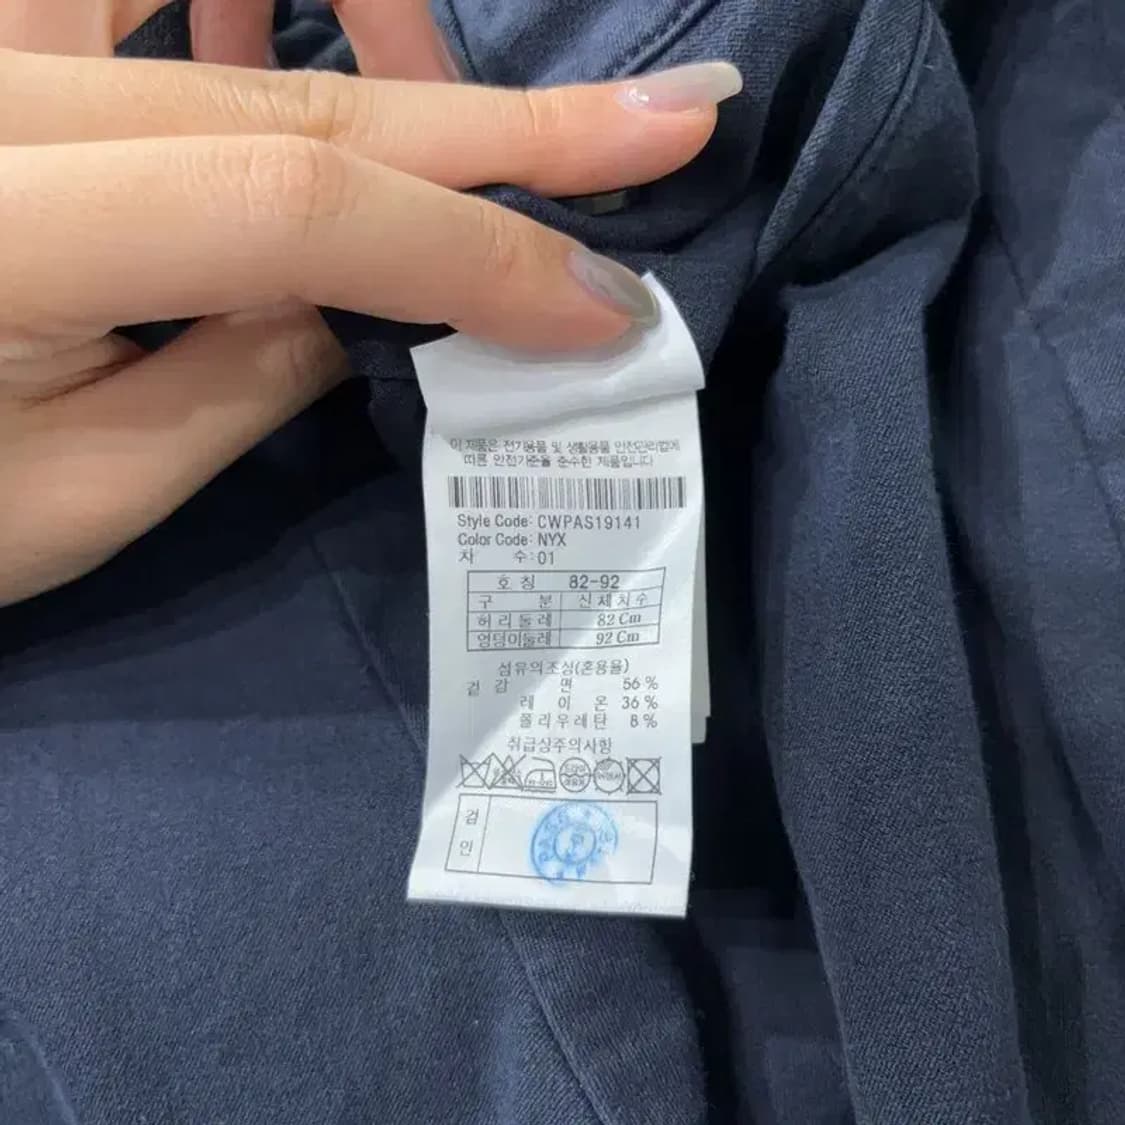 이 제품은 전기용품 및 생활용품 안전관리법에
따른 안전기준을 준수한 제품입니다
Style Code: CWPAS19141
Color Code: NYX
차 수:01
호 칭 82-92
구 분 신체치수
허리둘레 82 Cm
엉덩이둘레 92 Cm
섬유의조성(혼용율)
겉 감 면 56 %
레 이 온 36 %
폴리우레탄 8 %
취급상주의사항
검
인
PASS